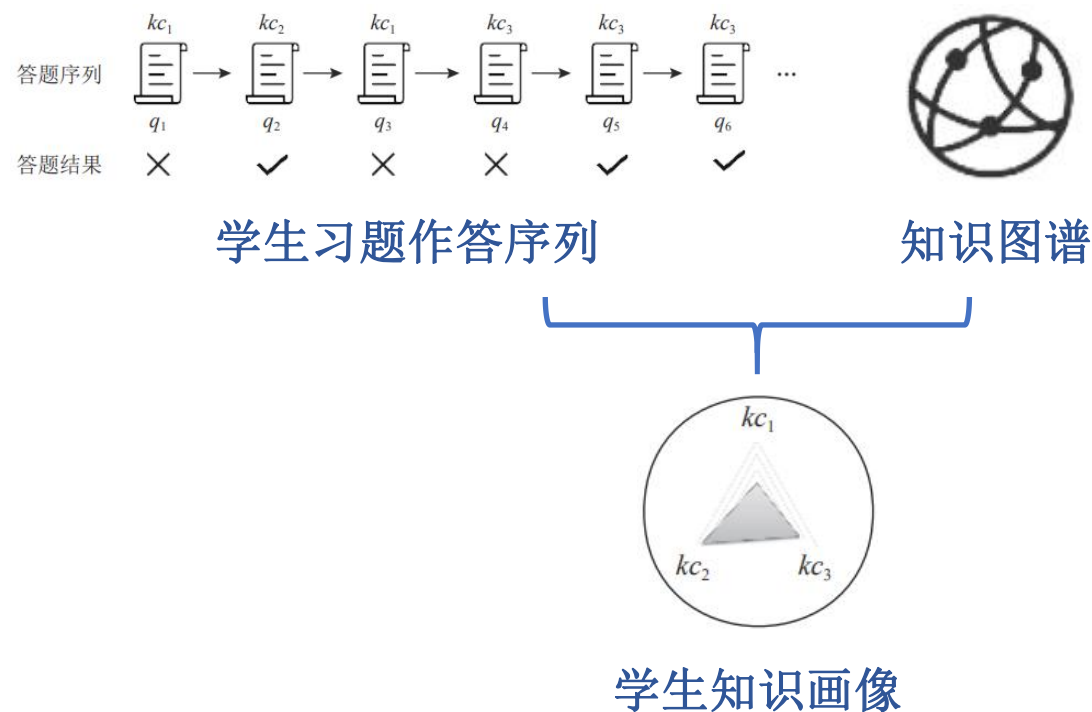 kc₁ kc₂ kc₁ kc₃ kc₃ kc₃
答题序列 ...
q₁ q₂ q₃ q₄ q₅ q₆
答题结果
学生习题作答序列 知识图谱
kc₁
kc₂ kc₃
学生知识画像